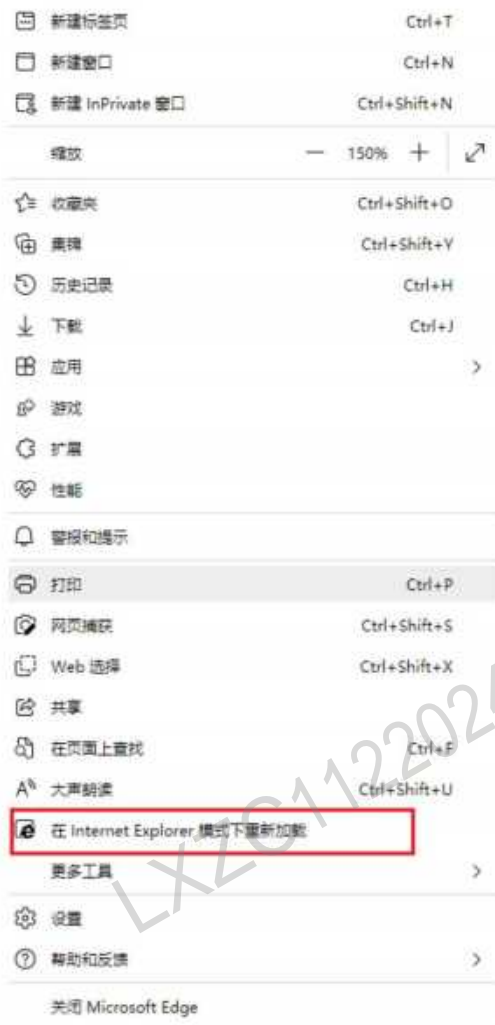 新建标签页 Ctrl+T
新建窗口 Ctrl+N
新建 InPrivate 窗口 Ctrl+Shift+N
缩放 — 150% +
收藏夹 Ctrl+Shift+O
集锦 Ctrl+Shift+Y
历史记录 Ctrl+H
下载 Ctrl+J
应用
游戏
扩展
性能
警报和提示
打印 Ctrl+P
网页捕获 Ctrl+Shift+S
Web 选择 Ctrl+Shift+X
共享
在页面上查找 Ctrl+F
大声朗读 Ctrl+Shift+U
在 Internet Explorer 模式下重新加载
更多工具
设置
帮助和反馈
关闭 Microsoft Edge
LXZC1122024